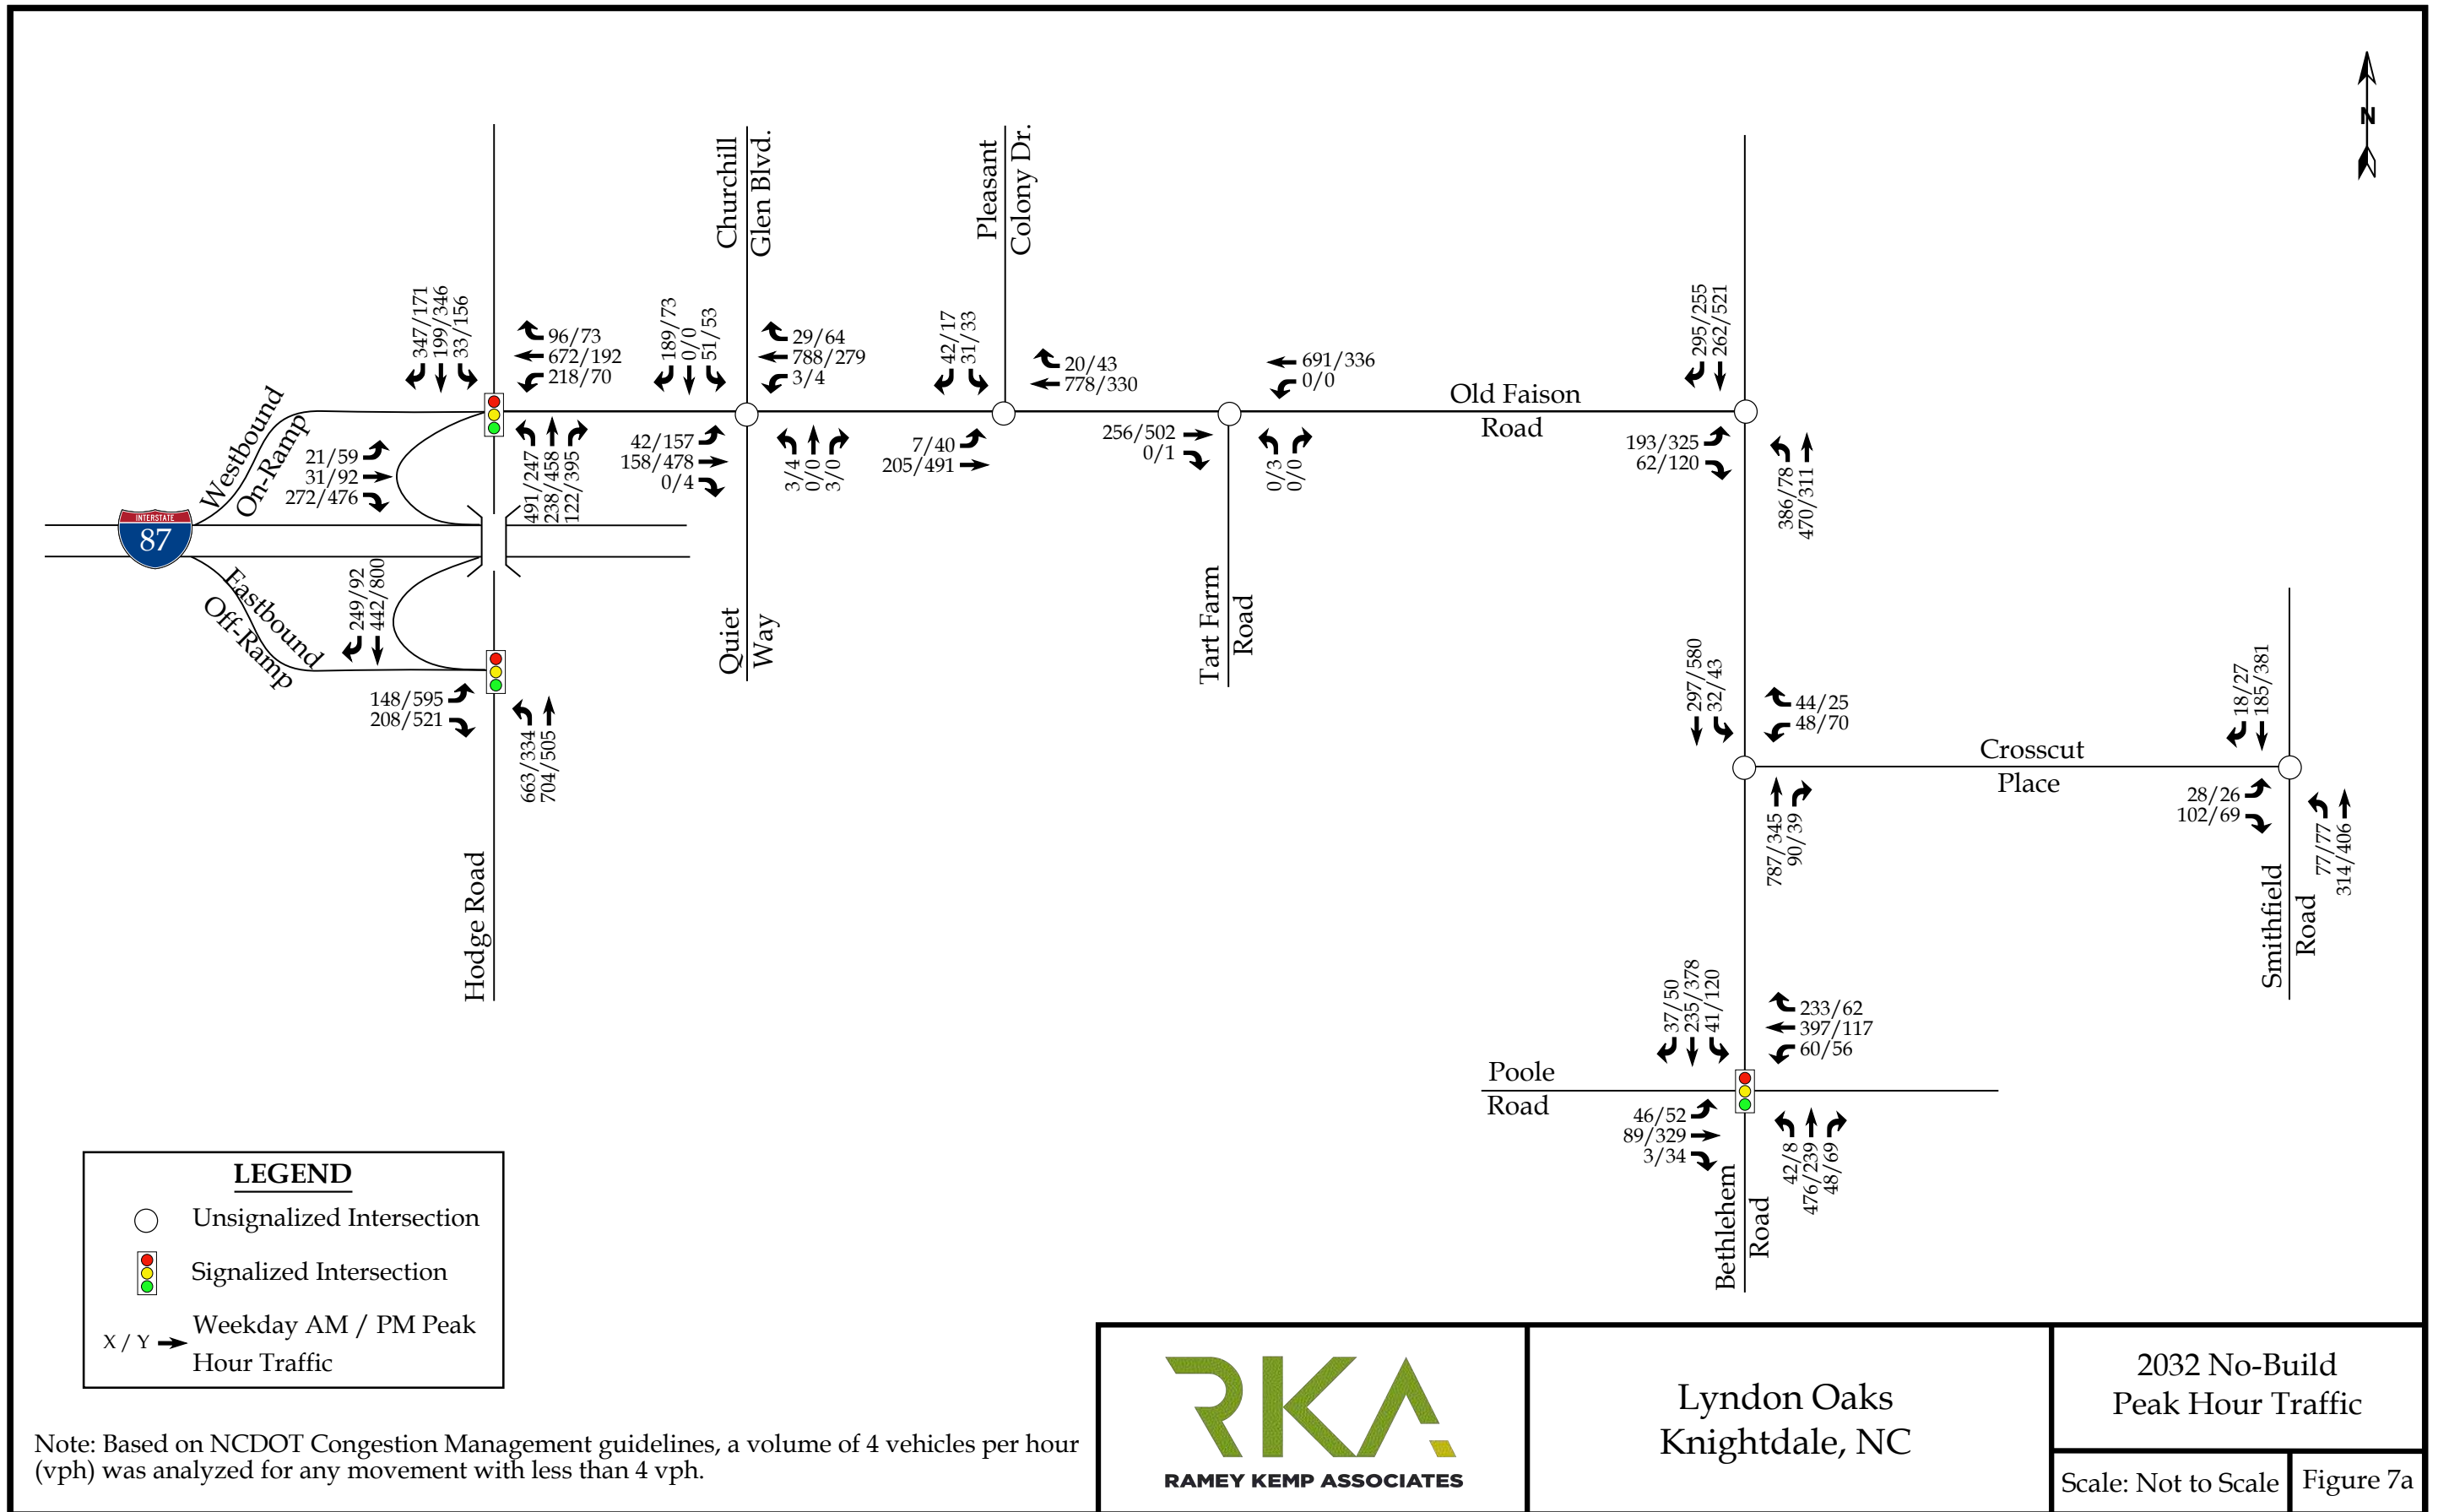 N
Churchill
Glen Blvd.
Pleasant
Colony Dr.
347/171
199/346
33/156
96/73
672/192
218/70
189/73
0/0
51/53
29/64
788/279
3/4
42/17
31/33
20/43
778/330
691/336
0/0
Old Faison
Road
295/255
262/521
Westbound
On-Ramp
21/59
31/92
272/476
491/247
238/458
122/395
42/157
158/478
0/4
3/4
0/0
3/0
7/40
205/491
256/502
0/1
0/3
0/0
193/325
62/120
386/78
470/311
INTERSTATE
87
Eastbound
Off-Ramp
249/92
442/800
148/595
208/521
663/334
704/505
Hodge Road
Quiet
Way
Tart Farm
Road
297/580
32/43
44/25
48/70
787/345
90/39
Crosscut
Place
18/27
185/381
28/26
102/69
77/77
314/406
Smithfield
Road
37/50
235/378
41/120
233/62
397/117
60/56
Poole
Road
46/52
89/329
3/34
42/8
476/239
48/69
Bethlehem
Road
LEGEND
Unsignalized Intersection
Signalized Intersection
X / Y Weekday AM / PM Peak
Hour Traffic
Note: Based on NCDOT Congestion Management guidelines, a volume of 4 vehicles per hour
(vph) was analyzed for any movement with less than 4 vph.
RKA
RAMEY KEMP ASSOCIATES
Lyndon Oaks
Knightdale, NC
2032 No-Build
Peak Hour Traffic
Scale: Not to Scale
Figure 7a